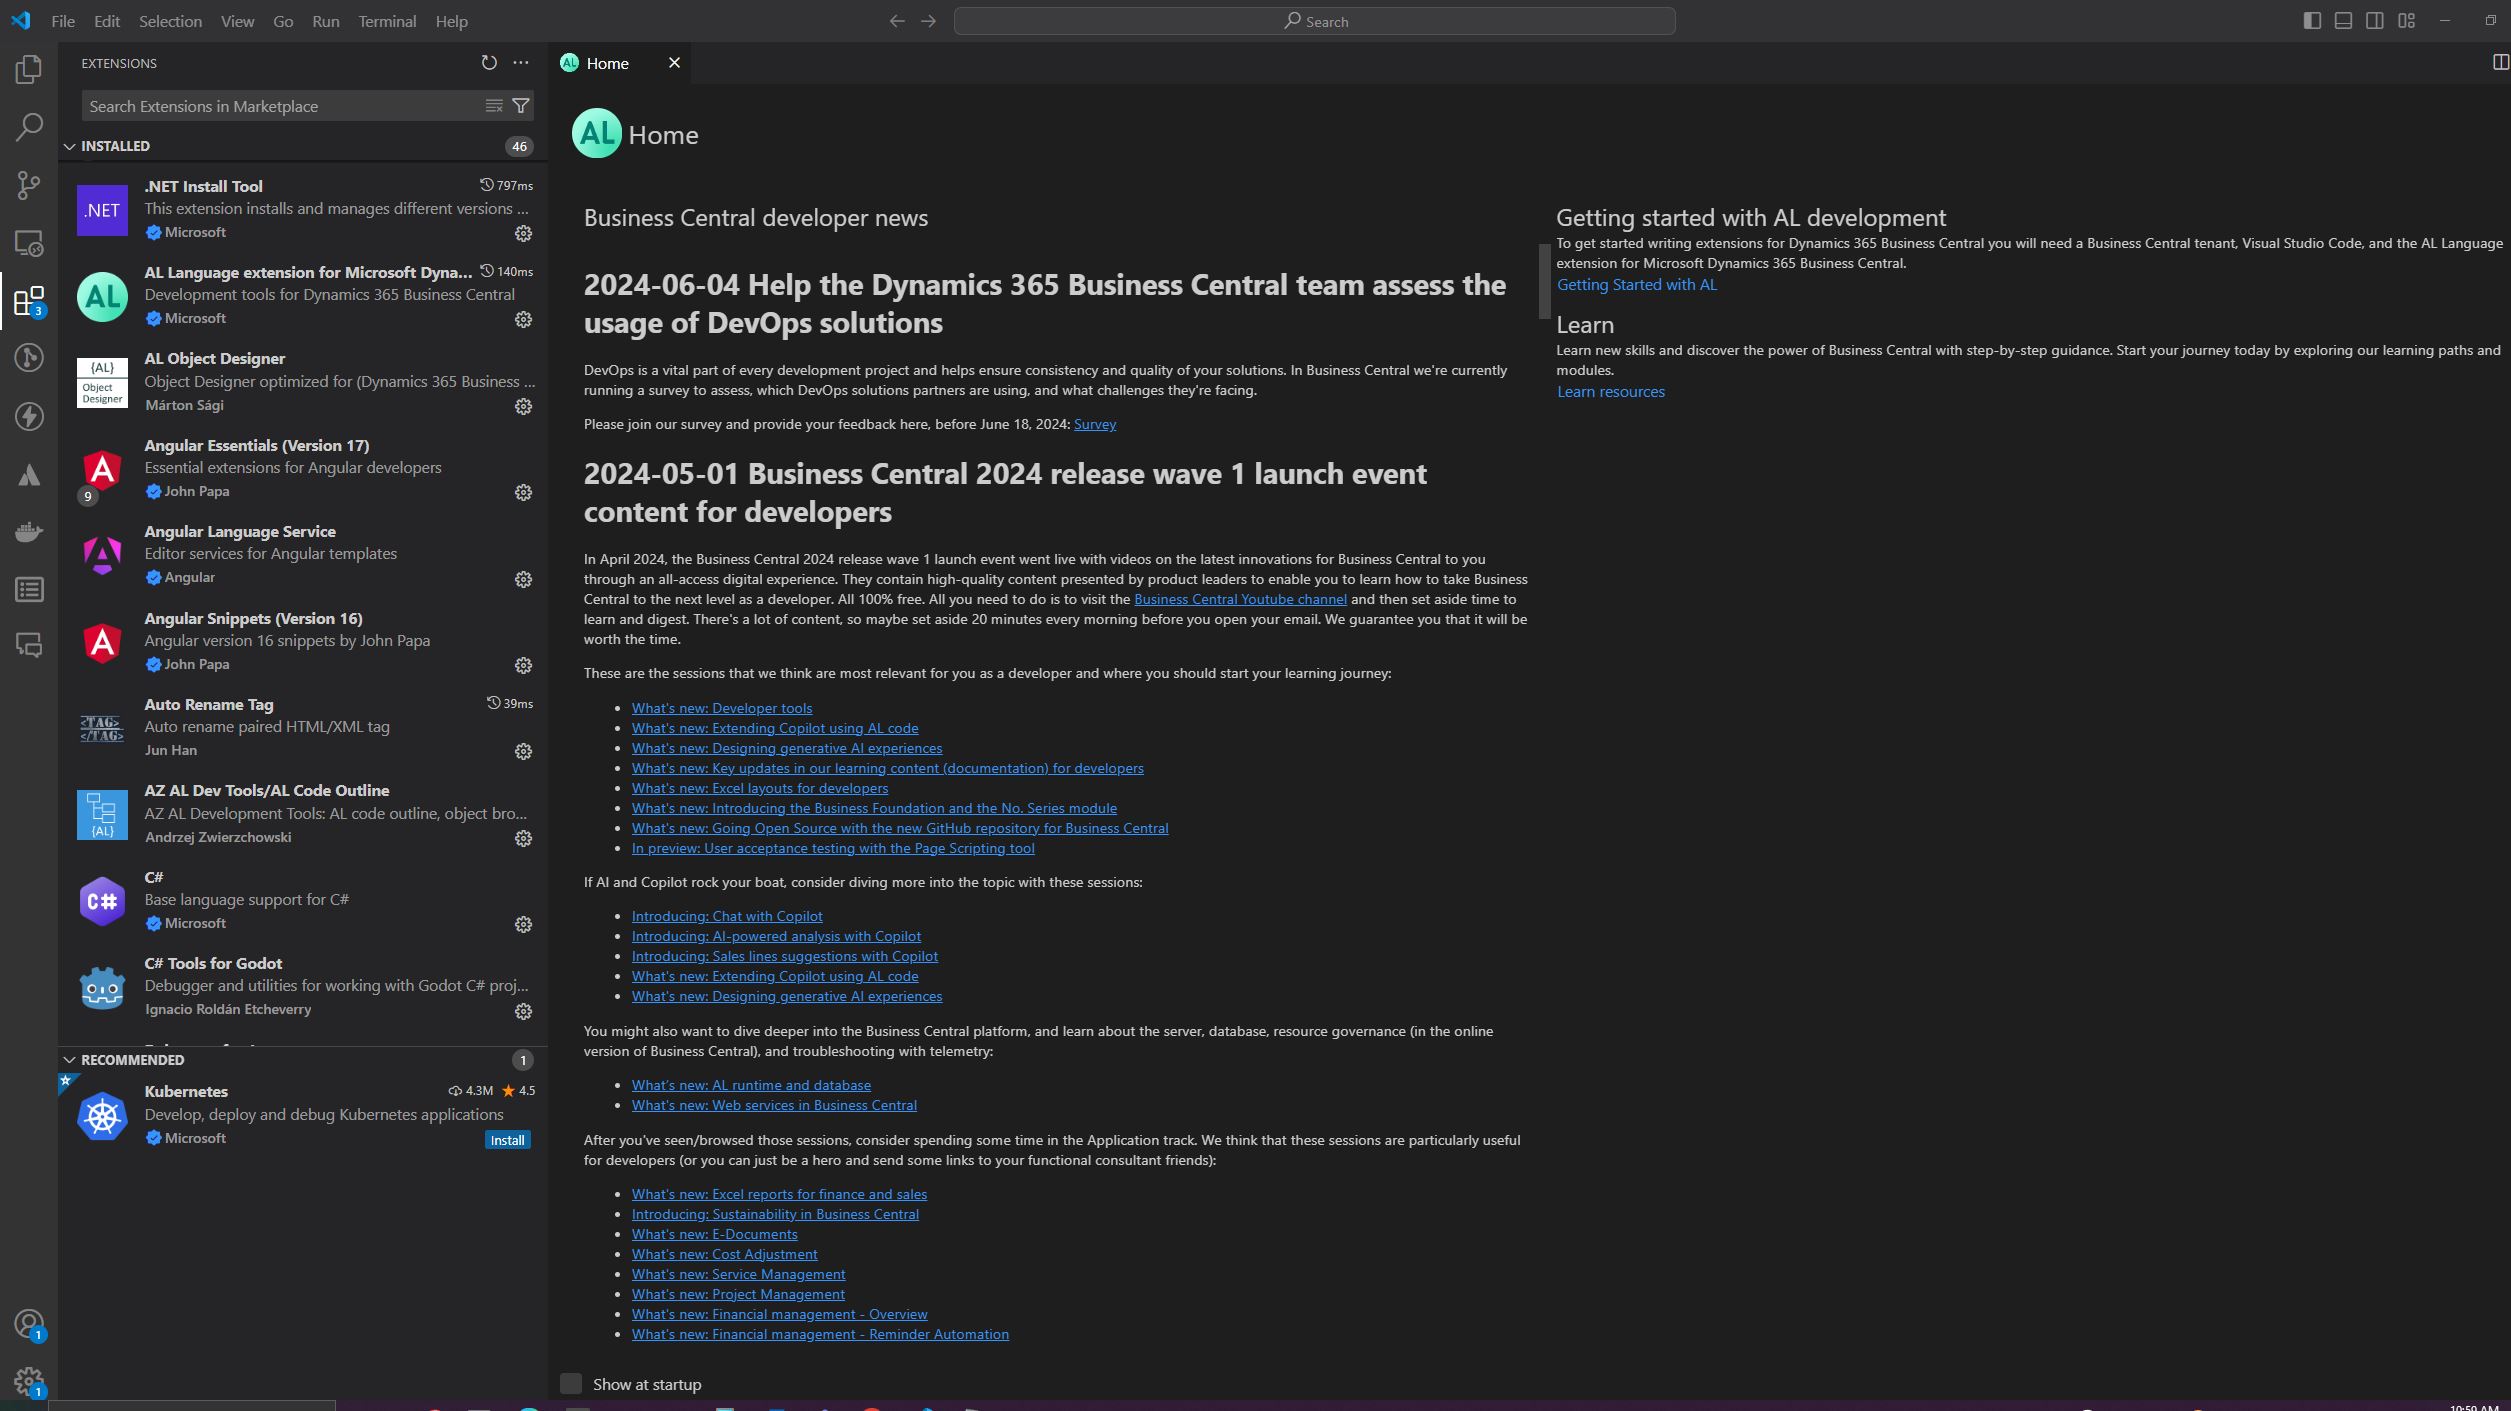 File Edit Selection View Go Run Terminal Help
Search
EXTENSIONS
Search Extensions in Marketplace
INSTALLED 46
.NET
.NET Install Tool 797ms
This extension installs and manages different versions ...
Microsoft
AL
AL Language extension for Microsoft Dyna... 140ms
Development tools for Dynamics 365 Business Central
Microsoft
3
{AL}
Object
Designer
AL Object Designer
Object Designer optimized for (Dynamics 365 Business ...
Márton Sági
A
9
Angular Essentials (Version 17)
Essential extensions for Angular developers
John Papa
Angular Language Service
Editor services for Angular templates
Angular
A
Angular Snippets (Version 16)
Angular version 16 snippets by John Papa
John Papa
<TAG>
</TAG>
Auto Rename Tag 39ms
Auto rename paired HTML/XML tag
Jun Han
{AL}
AZ AL Dev Tools/AL Code Outline
AZ AL Development Tools: AL code outline, object bro...
Andrzej Zwierzchowski
C#
C#
Base language support for C#
Microsoft
C# Tools for Godot
Debugger and utilities for working with Godot C# proj...
Ignacio Roldán Etcheverry
RECOMMENDED 1
Kubernetes 4.3M 4.5
Develop, deploy and debug Kubernetes applications
Microsoft Install
1
1
AL Home
AL Home
Business Central developer news
2024-06-04 Help the Dynamics 365 Business Central team assess the
usage of DevOps solutions
DevOps is a vital part of every development project and helps ensure consistency and quality of your solutions. In Business Central we're currently
running a survey to assess, which DevOps solutions partners are using, and what challenges they're facing.
Please join our survey and provide your feedback here, before June 18, 2024: Survey
2024-05-01 Business Central 2024 release wave 1 launch event
content for developers
In April 2024, the Business Central 2024 release wave 1 launch event went live with videos on the latest innovations for Business Central to you
through an all-access digital experience. They contain high-quality content presented by product leaders to enable you to learn how to take Business
Central to the next level as a developer. All 100% free. All you need to do is to visit the Business Central Youtube channel and then set aside time to
learn and digest. There's a lot of content, so maybe set aside 20 minutes every morning before you open your email. We guarantee you that it will be
worth the time.
These are the sessions that we think are most relevant for you as a developer and where you should start your learning journey:
• What's new: Developer tools
• What's new: Extending Copilot using AL code
• What's new: Designing generative AI experiences
• What's new: Key updates in our learning content (documentation) for developers
• What's new: Excel layouts for developers
• What's new: Introducing the Business Foundation and the No. Series module
• What's new: Going Open Source with the new GitHub repository for Business Central
• In preview: User acceptance testing with the Page Scripting tool
If AI and Copilot rock your boat, consider diving more into the topic with these sessions:
• Introducing: Chat with Copilot
• Introducing: AI-powered analysis with Copilot
• Introducing: Sales lines suggestions with Copilot
• What's new: Extending Copilot using AL code
• What's new: Designing generative AI experiences
You might also want to dive deeper into the Business Central platform, and learn about the server, database, resource governance (in the online
version of Business Central), and troubleshooting with telemetry:
• What's new: AL runtime and database
• What's new: Web services in Business Central
After you've seen/browsed those sessions, consider spending some time in the Application track. We think that these sessions are particularly useful
for developers (or you can just be a hero and send some links to your functional consultant friends):
• What's new: Excel reports for finance and sales
• Introducing: Sustainability in Business Central
• What's new: E-Documents
• What's new: Cost Adjustment
• What's new: Service Management
• What's new: Project Management
• What's new: Financial management - Overview
• What's new: Financial management - Reminder Automation
Show at startup
Getting started with AL development
To get started writing extensions for Dynamics 365 Business Central you will need a Business Central tenant, Visual Studio Code, and the AL Language
extension for Microsoft Dynamics 365 Business Central.
Getting Started with AL
Learn
Learn new skills and discover the power of Business Central with step-by-step guidance. Start your journey today by exploring our learning paths and
modules.
Learn resources
10:59 AM